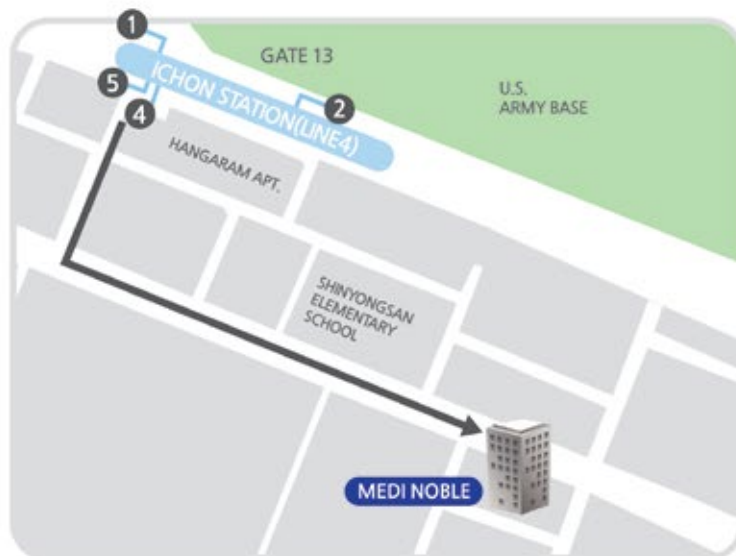 1
GATE 13
ICHON STATION(LINE4)
5
2
4
U.S.
ARMY BASE
HANGARAM APT.
SHINYONGSAN
ELEMENTARY
SCHOOL
MEDI NOBLE